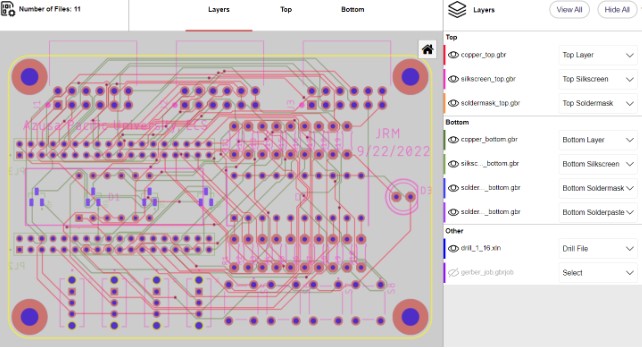 Number of Files: 11
Layers
Top
Bottom
Layers
View All
Hide All
Top
copper_top.gbr
Top Layer
silkscreen_top.gbr
Top Silkscreen
soldermask_top.gbr
Top Soldermask
Bottom
copper_bottom.gbr
Bottom Layer
silksc..._bottom.gbr
Bottom Silkscreen
solder..._bottom.gbr
Bottom Soldermask
solder..._bottom.gbr
Bottom Solderpaste
Other
drill_1_16.xln
Drill File
gerber_job.gbrjob
Select
JRM
9/22/2022
D1
D3